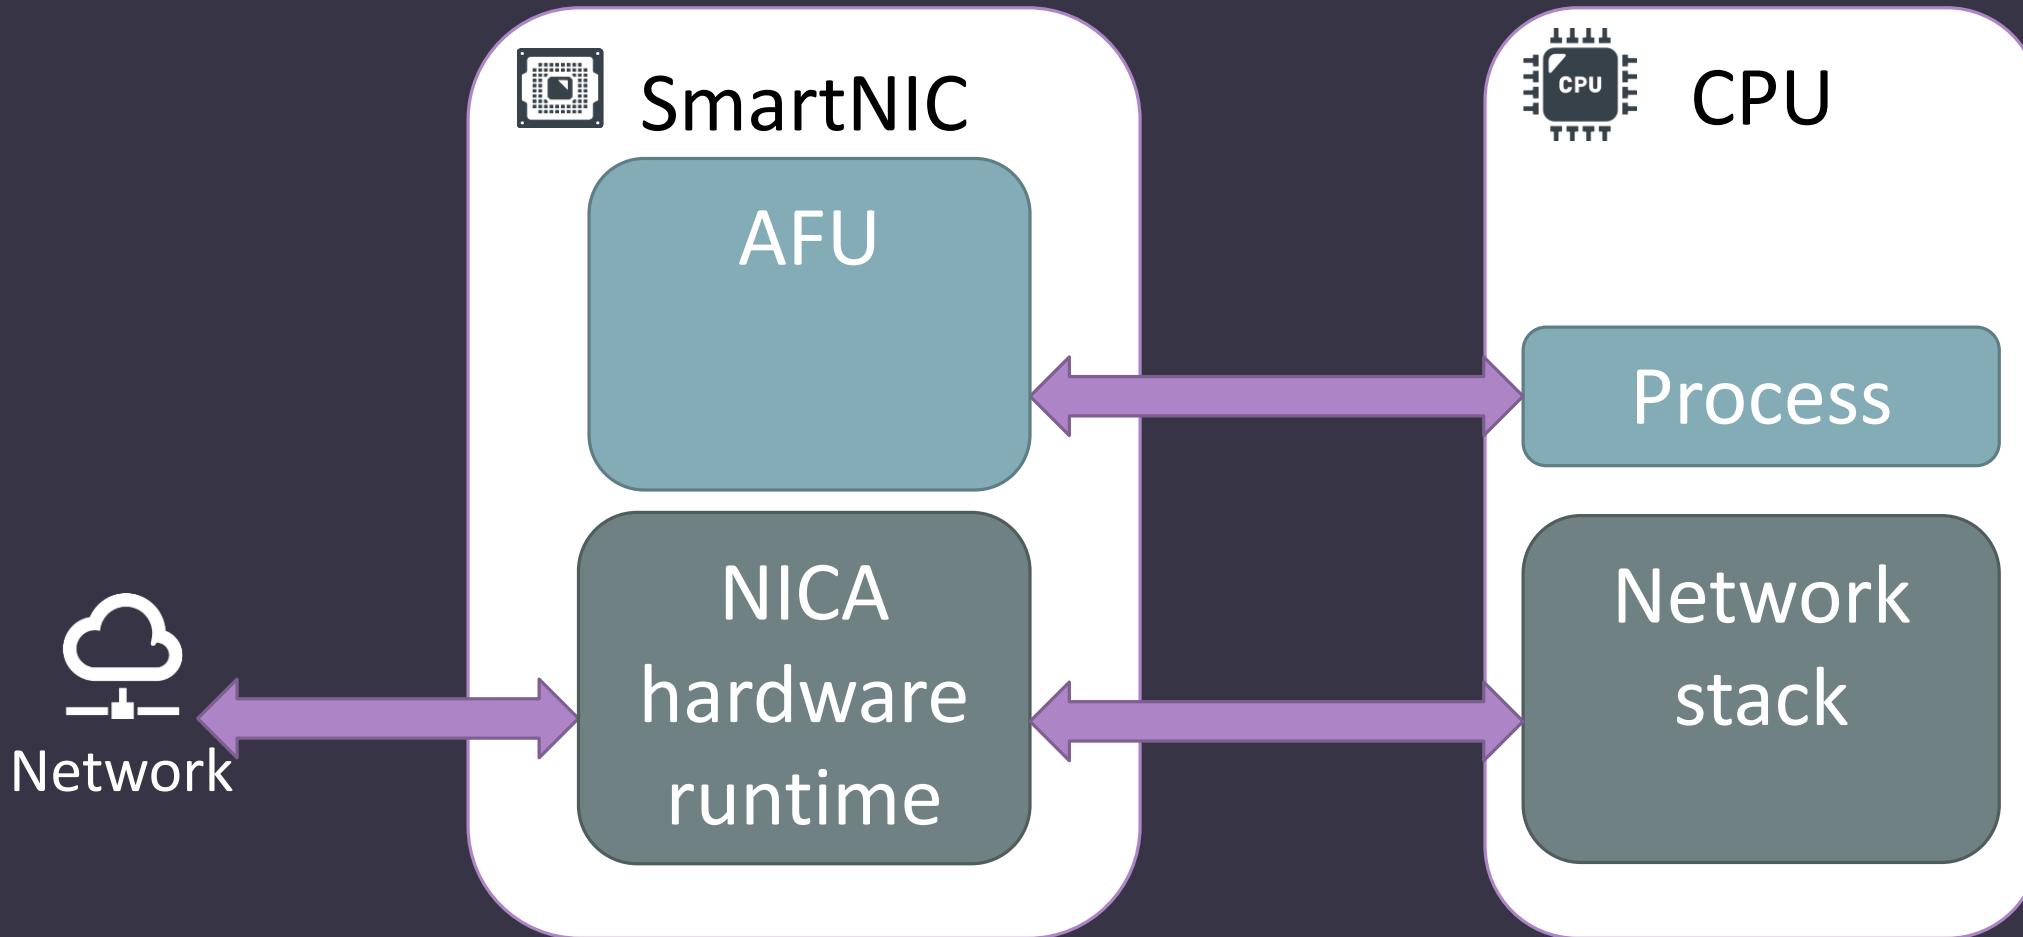 SmartNIC
AFU
NICA
hardware
runtime
Network
CPU
CPU
Process
Network
stack